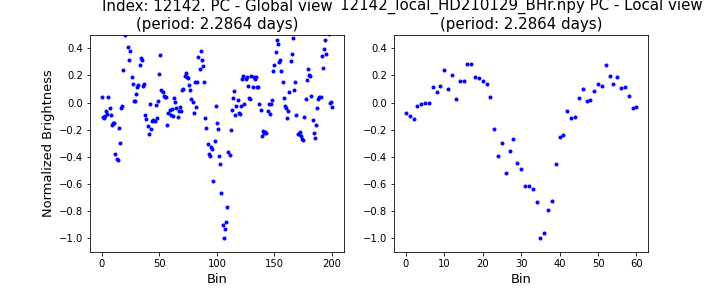 Index: 12142. PC - Global view
(period: 2.2864 days)
12142_local_HD210129_BHr.npy PC - Local view
(period: 2.2864 days)
Normalized Brightness
0.4
0.2
0.0
−0.2
−0.4
−0.6
−0.8
−1.0
0 50 100 150 200
Bin
0.4
0.2
0.0
−0.2
−0.4
−0.6
−0.8
−1.0
0 10 20 30 40 50 60
Bin